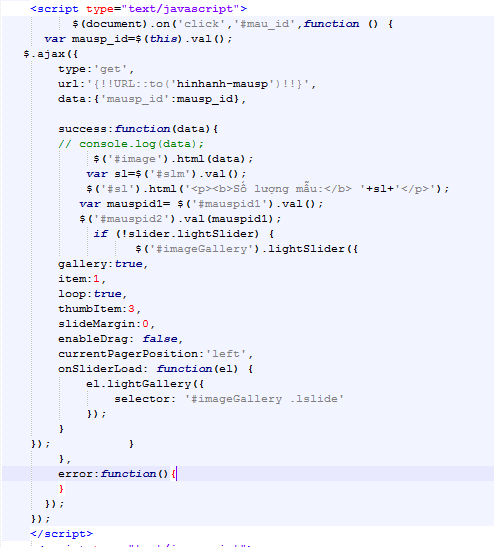 <script type="text/javascript">
$(document).on('click','#mau_id',function () {
var mausp_id=$(this).val();
$.ajax({
type:'get',
url:'{!!URL::to('hinhanh-mausp')!!}',
data:{'mausp_id':mausp_id},
success:function(data){
// console.log(data);
$('#image').html(data);
var sl=$('#slm').val();
$('#sl').html('<p><b>Số lượng mẫu:</b> '+sl+'</p>');
var mauspid1= $('#mauspid1').val();
$('#mauspid2').val(mauspid1);
if (!slider.lightSlider) {
$('#imageGallery').lightSlider({
gallery:true,
item:1,
loop:true,
thumbItem:3,
slideMargin:0,
enableDrag: false,
currentPagerPosition:'left',
onSliderLoad: function(el) {
el.lightGallery({
selector: '#imageGallery .lslide'
});
}
}); }
},
error:function(){
}
});
});
</script>